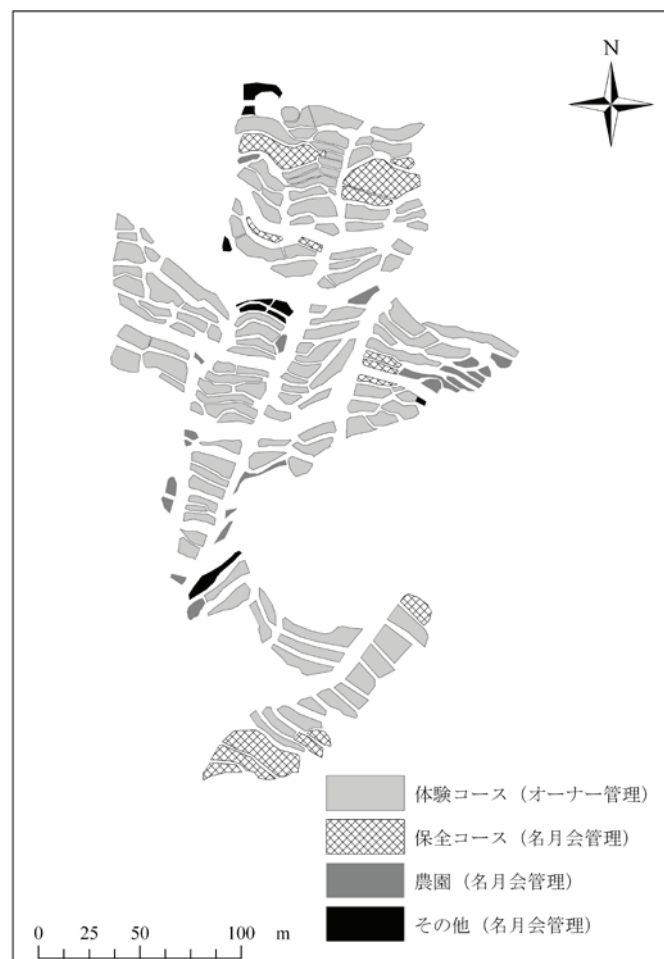 N
体験コース（オーナー管理）
保全コース（名月会管理）
農園（名月会管理）
その他（名月会管理）
0 25 50 100 m